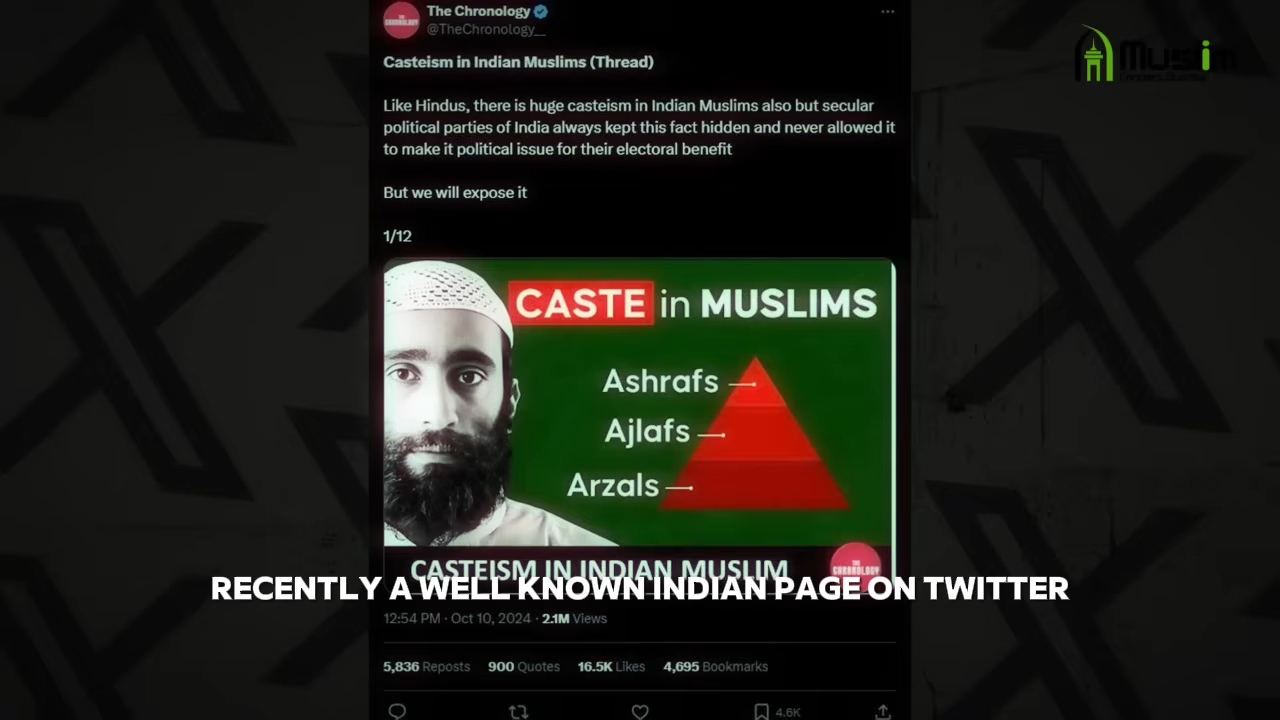 The Chronology
@TheChronology__
Casteism in Indian Muslims (Thread)
Like Hindus, there is huge casteism in Indian Muslims also but secular
political parties of India always kept this fact hidden and never allowed it
to make it political issue for their electoral benefit
But we will expose it
1/12
CASTE in MUSLIMS
Ashrafs
Ajlafs
Arzals
CASTEISM IN INDIAN MUSLIM
THE CHRONOLOGY
RECENTLY A WELL KNOWN INDIAN PAGE ON TWITTER
12:54 PM · Oct 10, 2024 · 2.1M Views
5,836 Reposts 900 Quotes 16.5K Likes 4,695 Bookmarks
4.6K
Muslim